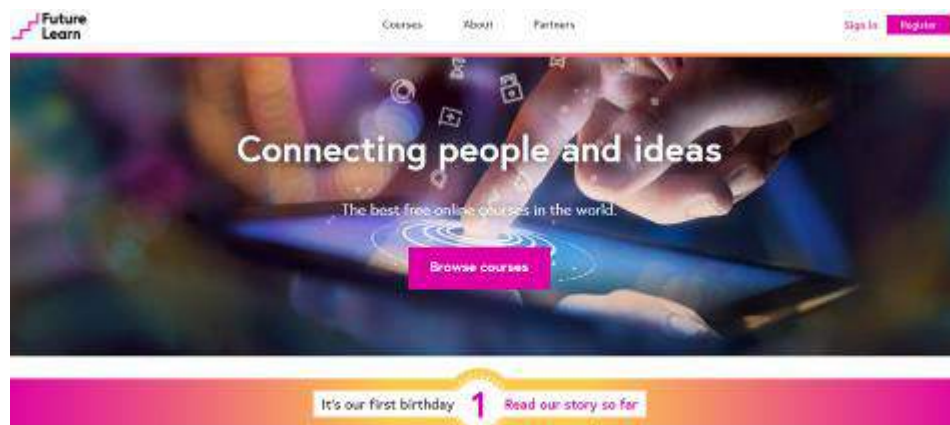 Future
Learn
Courses About Partners
Sign In Register
Connecting people and ideas
The best free online courses in the world.
Browse courses
It's our first birthday 1 Read our story so far